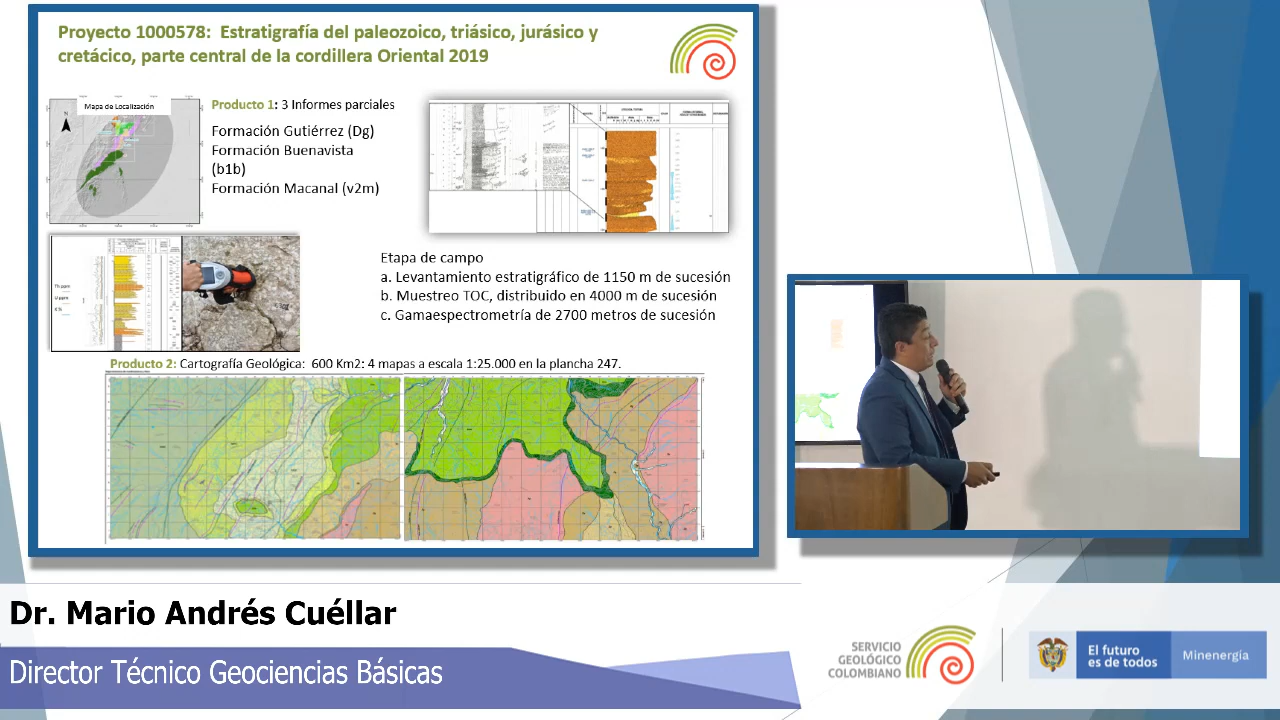 Proyecto 1000578: Estratigrafía del paleozoico, triásico, jurásico y
cretácico, parte central de la cordillera Oriental 2019
Mapa de Localización
N
Producto 1: 3 Informes parciales
Formación Gutiérrez (Dg)
Formación Buenavista
(b1b)
Formación Macanal (v2m)
Th ppm
U ppm
K %
Etapa de campo
a. Levantamiento estratigráfico de 1150 m de sucesión
b. Muestreo TOC, distribuido en 4000 m de sucesión
c. Gamaespectrometría de 2700 metros de sucesión
Producto 2: Cartografía Geológica: 600 Km2: 4 mapas a escala 1:25.000 en la plancha 247.
Dr. Mario Andrés Cuéllar
Director Técnico Geociencias Básicas
SERVICIO
GEOLÓGICO
COLOMBIANO
El futuro
es de todos
Minenergía